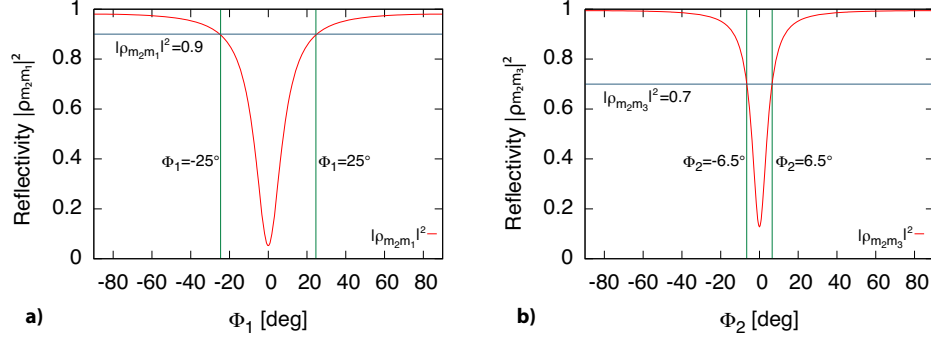 1
0.8
0.6
0.4
0.2
0
Reflectivity |ρm2m1|²
|ρm2m1|²=0.9
Φ1=-25°
Φ1=25°
|ρm2m1|²
-80 -60 -40 -20 0 20 40 60 80
a)
Φ1 [deg]
1
0.8
0.6
0.4
0.2
0
Reflectivity |ρm2m3|²
|ρm2m3|²=0.7
Φ2=-6.5°
Φ2=6.5°
|ρm2m3|²
-80 -60 -40 -20 0 20 40 60 80
b)
Φ2 [deg]